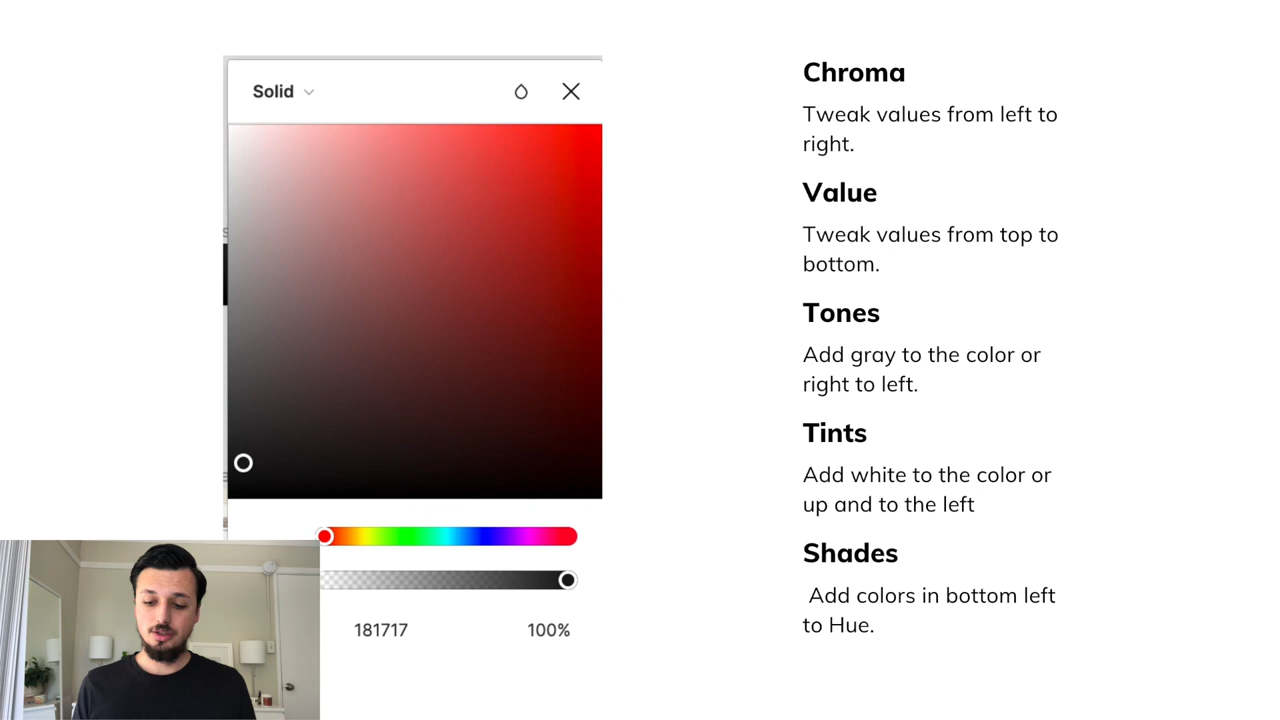 Solid
181717
100%
Chroma
Tweak values from left to
right.
Value
Tweak values from top to
bottom.
Tones
Add gray to the color or
right to left.
Tints
Add white to the color or
up and to the left
Shades
Add colors in bottom left
to Hue.